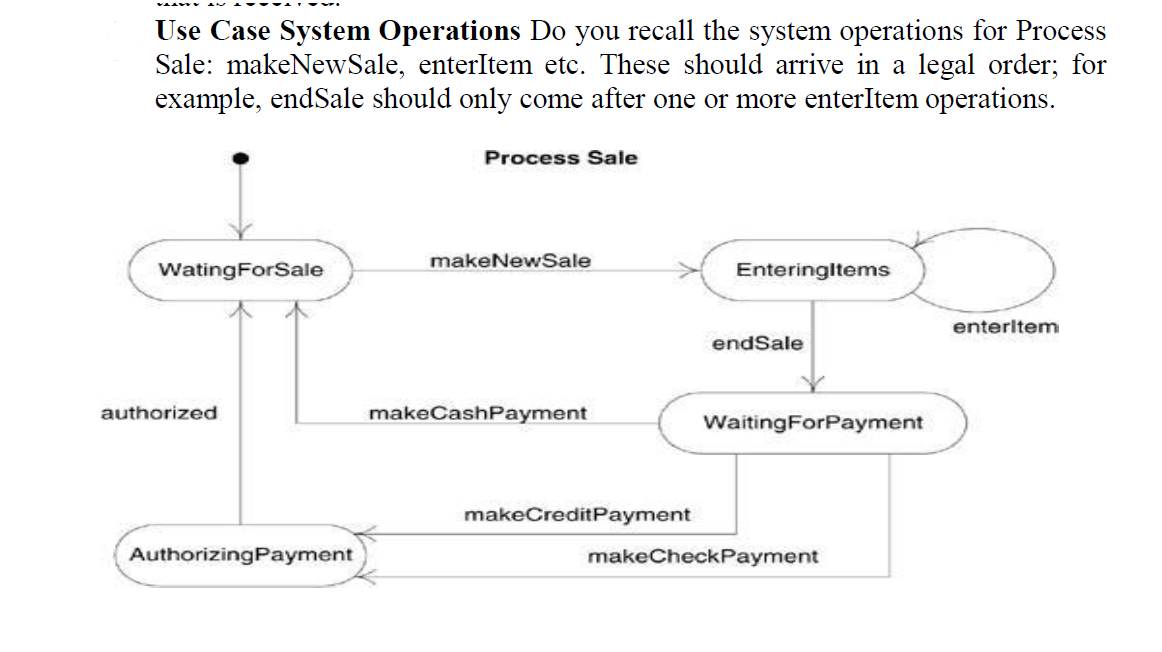 Use Case System Operations Do you recall the system operations for Process
Sale: makeNewSale, enterItem etc. These should arrive in a legal order; for
example, endSale should only come after one or more enterItem operations.
Process Sale
WatingForSale
makeNewSale
EnteringItems
enterItem
endSale
authorized
makeCashPayment
WaitingForPayment
makeCreditPayment
AuthorizingPayment
makeCheckPayment